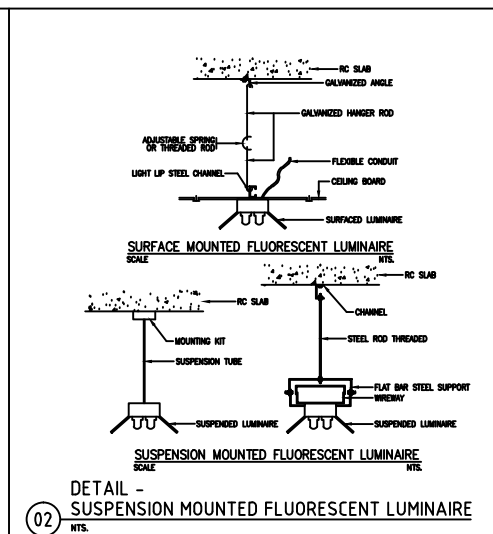 RC SLAB
GALVANIZED ANGLE
GALVANIZED HANGER ROD
ADJUSTABLE SPRING
OR THREADED ROD
FLEXIBLE CONDUIT
LIGHT LIP STEEL CHANNEL
CEILING BOARD
SURFACED LUMINAIRE
SURFACE MOUNTED FLUORESCENT LUMINAIRE
SCALE NTS.
RC SLAB
RC SLAB
CHANNEL
MOUNTING KIT
STEEL ROD THREADED
SUSPENSION TUBE
FLAT BAR STEEL SUPPORT
WIREWAY
SUSPENDED LUMINAIRE
SUSPENDED LUMINAIRE
SUSPENSION MOUNTED FLUORESCENT LUMINAIRE
SCALE NTS.
DETAIL -
02 SUSPENSION MOUNTED FLUORESCENT LUMINAIRE
NTS.